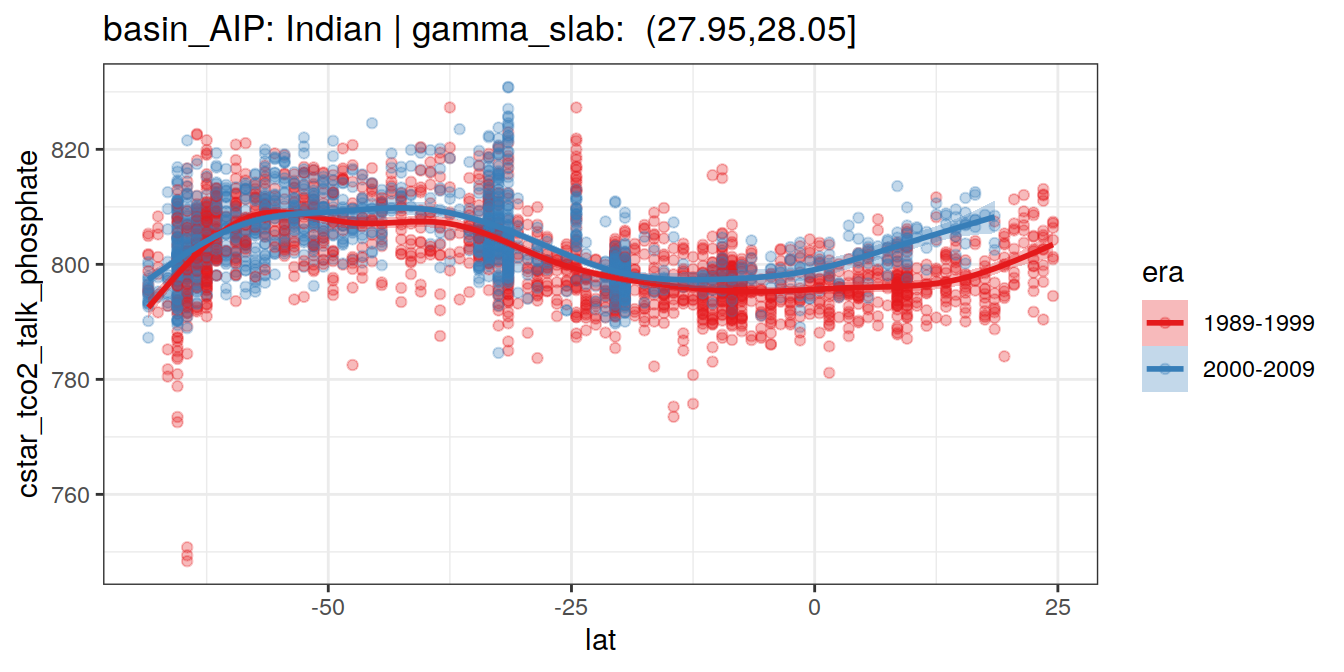 basin_AIP: Indian | gamma_slab:  (27.95,28.05]
cstar_tco2_talk_phosphate
820
800
780
760
-50
-25
0
25
lat
era
1989-1999
2000-2009